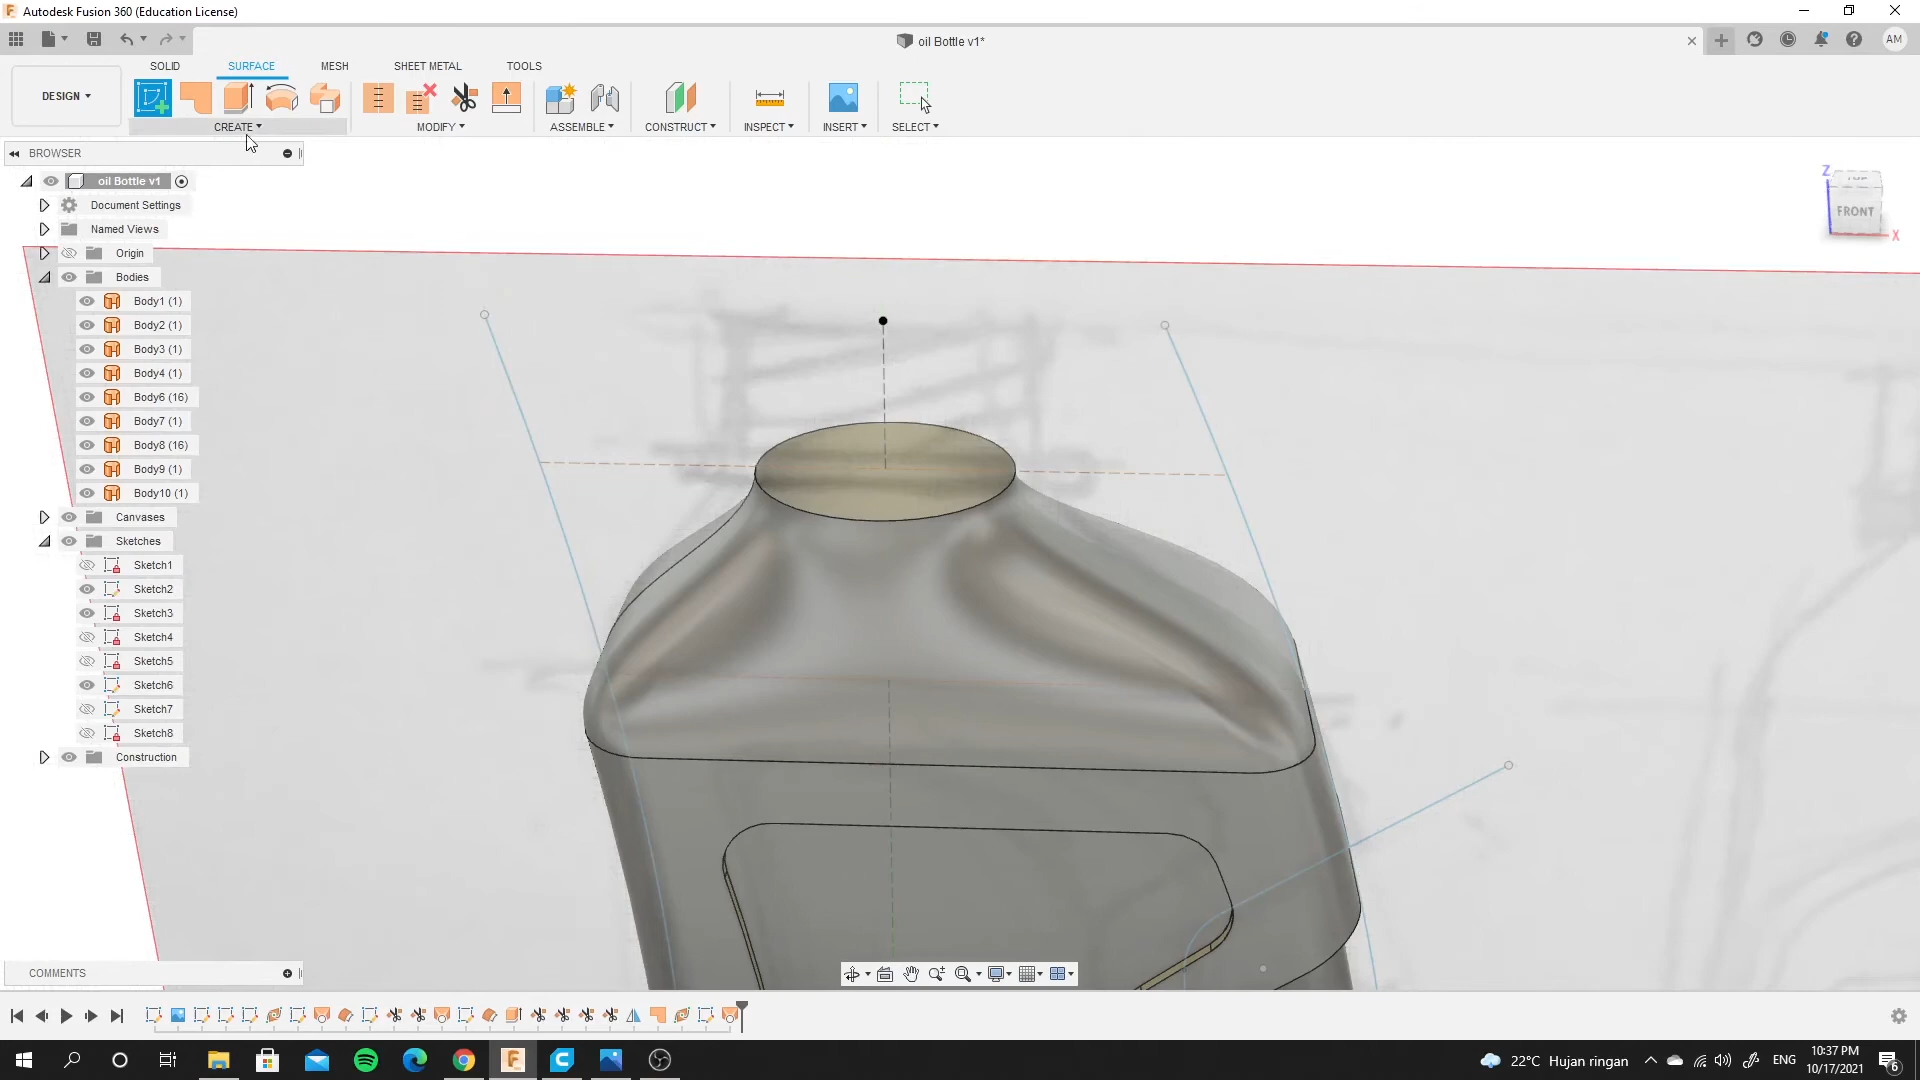 Autodesk Fusion 360 (Education License)
oil Bottle v1*
AM
DESIGN
SOLID
SURFACE
MESH
SHEET METAL
TOOLS
CREATE
MODIFY
ASSEMBLE
CONSTRUCT
INSPECT
INSERT
SELECT
BROWSER
oil Bottle v1
Document Settings
Named Views
Origin
Bodies
Body1 (1)
Body2 (1)
Body3 (1)
Body4 (1)
Body6 (16)
Body7 (1)
Body8 (16)
Body9 (1)
Body10 (1)
Canvases
Sketches
Sketch1
Sketch2
Sketch3
Sketch4
Sketch5
Sketch6
Sketch7
Sketch8
Construction
Z
TOP
FRONT
X
COMMENTS
22°C Hujan ringan
ENG
10:37 PM
10/17/2021
6